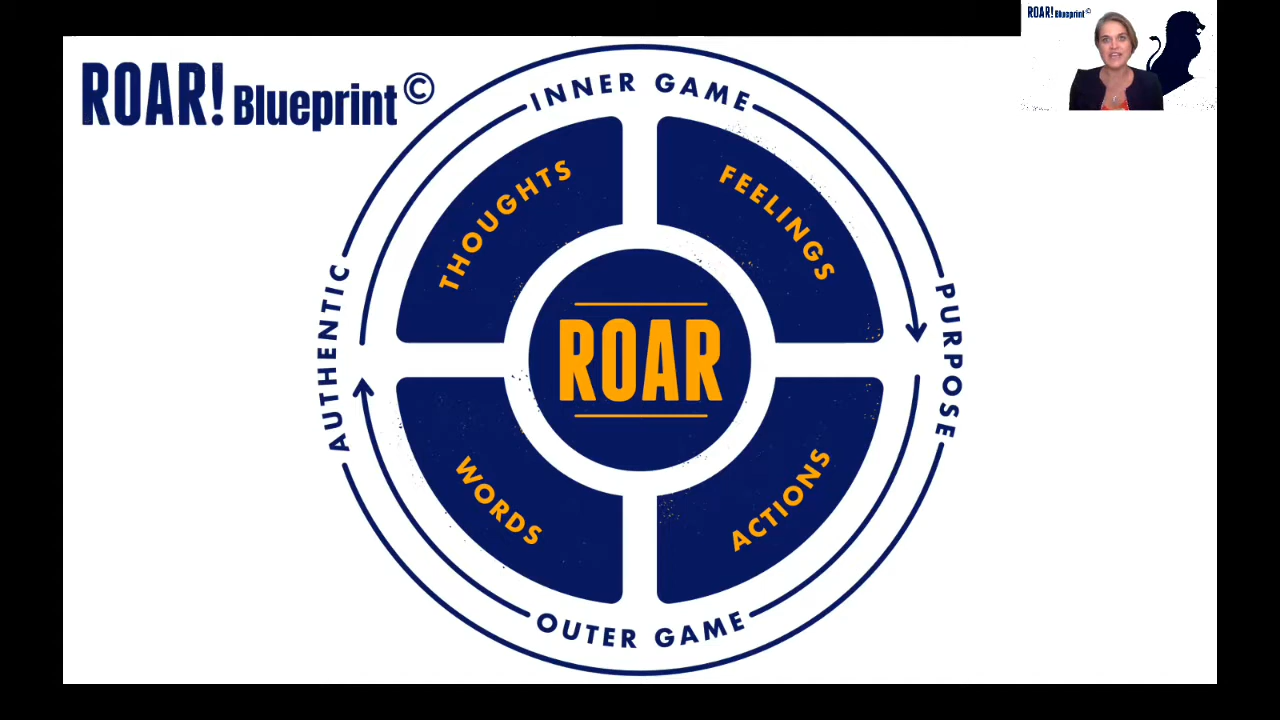 ROAR! Blueprint©
ROAR! Blueprint©
INNER GAME
THOUGHTS
FEELINGS
AUTHENTIC
PURPOSE
ROAR
WORDS
ACTIONS
OUTER GAME